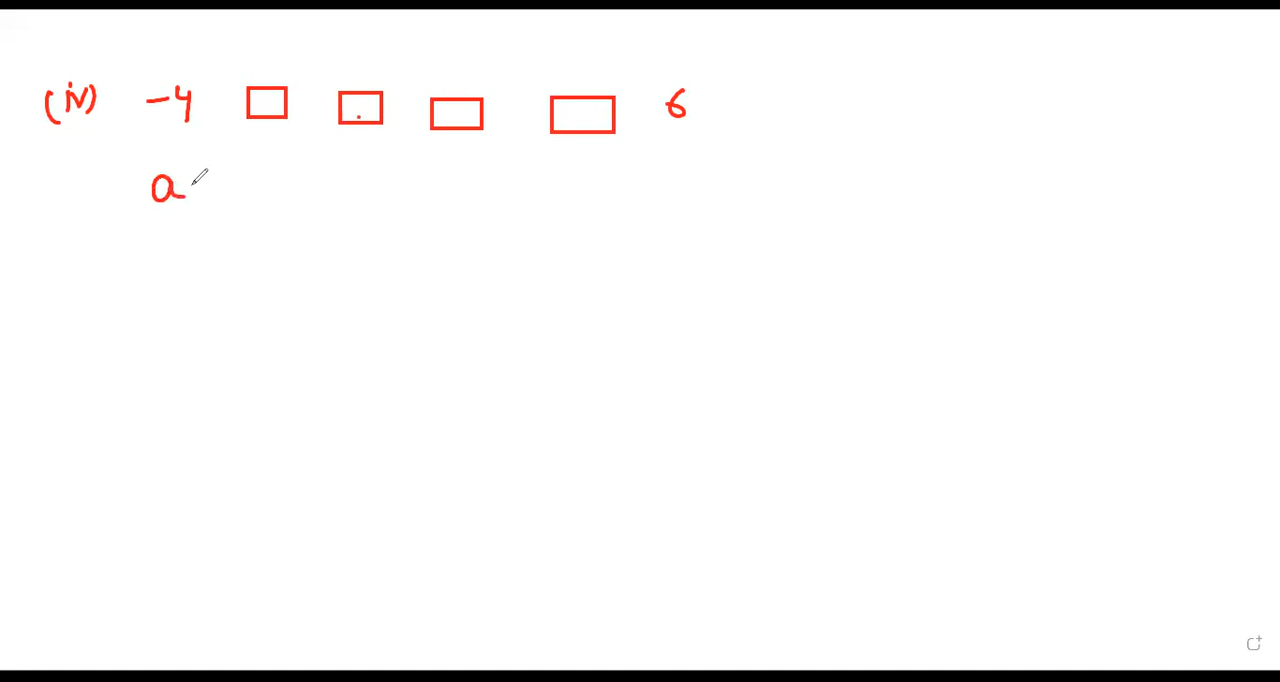 (iv) -4 □ □ □ □ 6
a